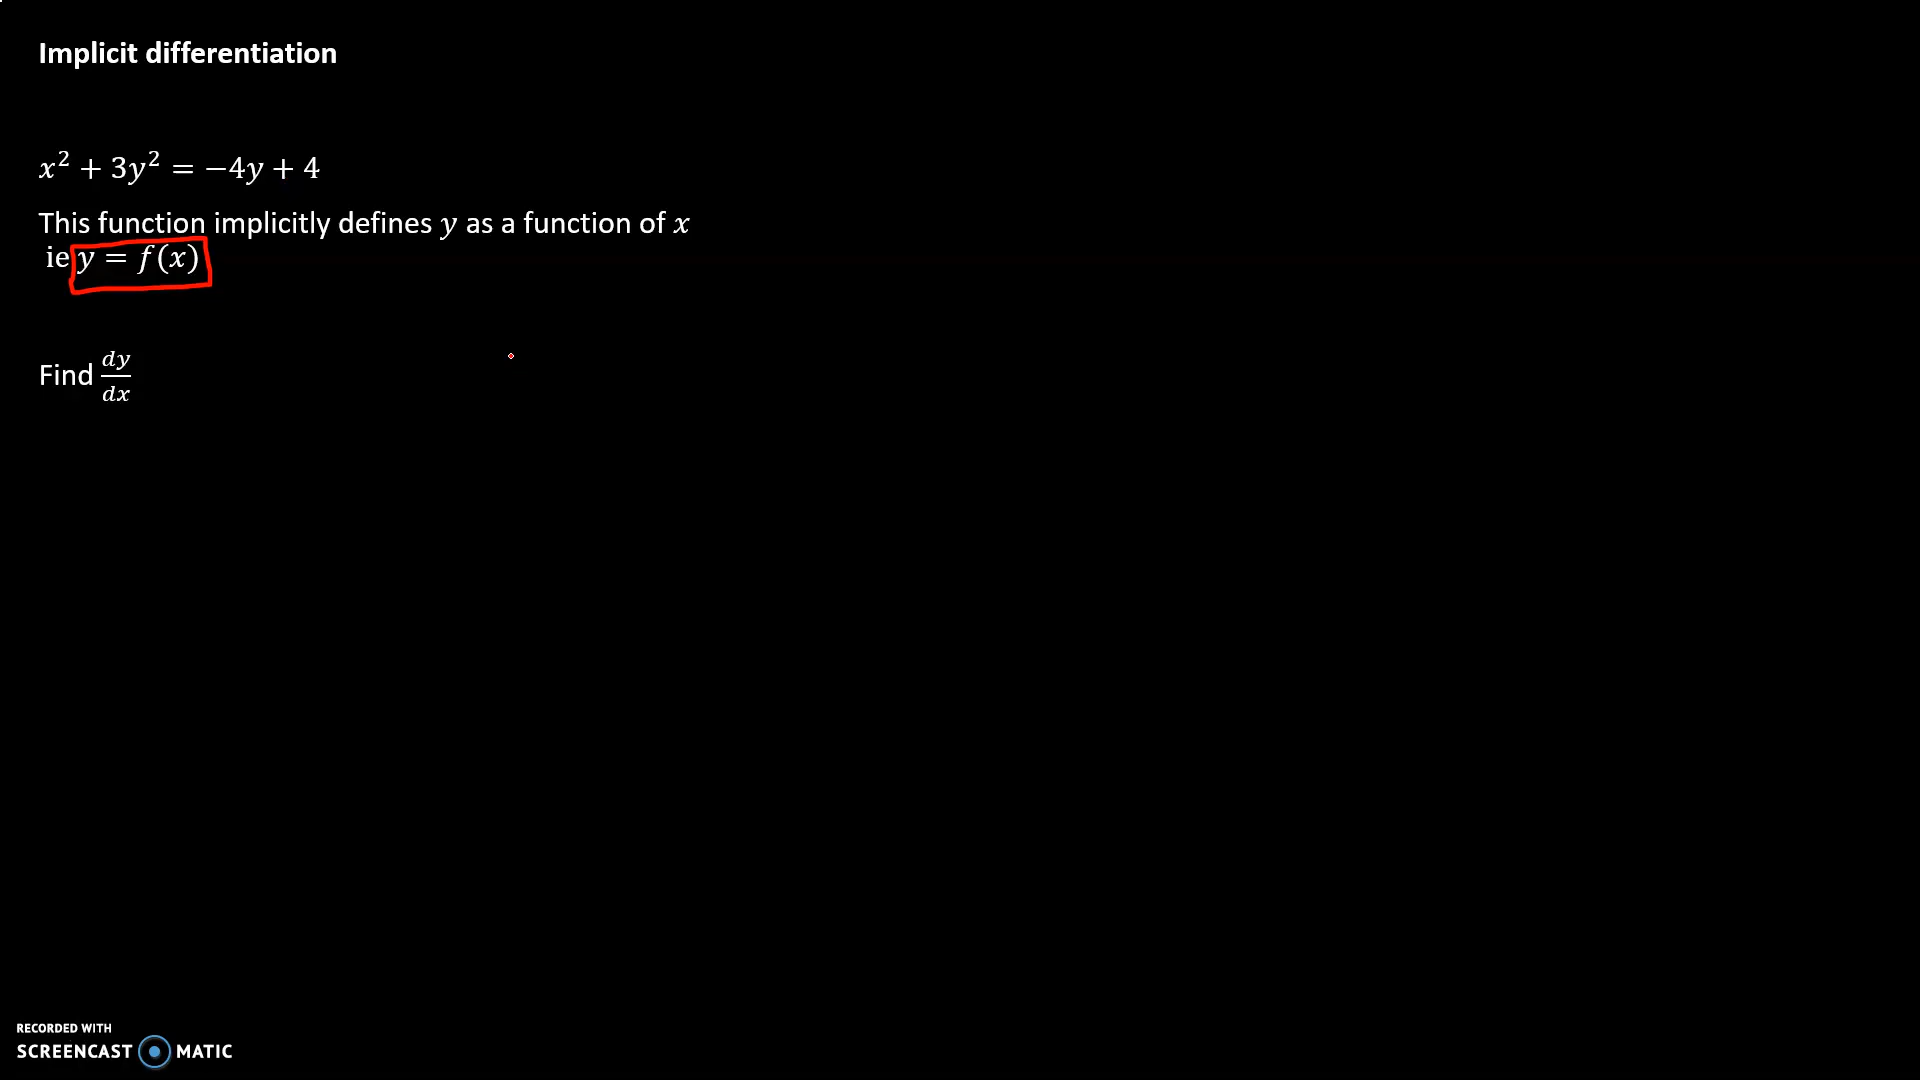 Implicit differentiation
x² + 3y² = −4y + 4
This function implicitly defines y as a function of x
ie y = f(x)
Find dy/dx
RECORDED WITH
SCREENCAST MATIC